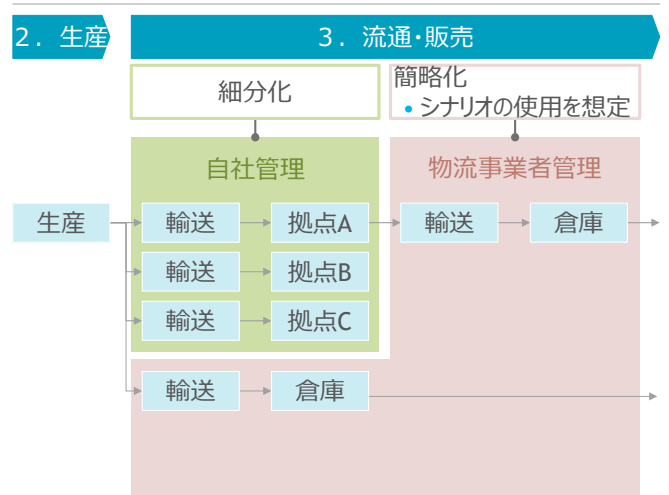 2. 生産
3. 流通・販売
細分化
簡略化
• シナリオの使用を想定
自社管理
物流事業者管理
生産
輸送
拠点A
輸送
倉庫
輸送
拠点B
輸送
拠点C
輸送
倉庫